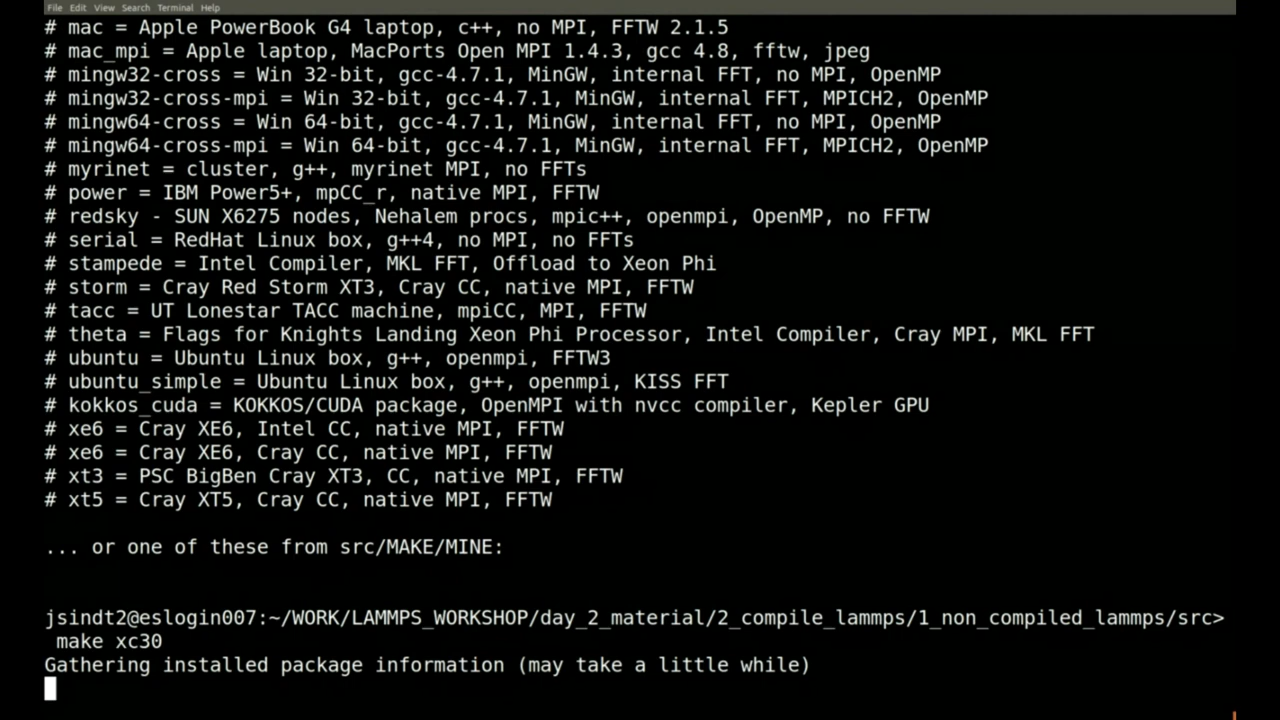 File Edit View Search Terminal Help
# mac = Apple PowerBook G4 laptop, c++, no MPI, FFTW 2.1.5
# mac_mpi = Apple laptop, MacPorts Open MPI 1.4.3, gcc 4.8, fftw, jpeg
# mingw32-cross = Win 32-bit, gcc-4.7.1, MinGW, internal FFT, no MPI, OpenMP
# mingw32-cross-mpi = Win 32-bit, gcc-4.7.1, MinGW, internal FFT, MPICH2, OpenMP
# mingw64-cross = Win 64-bit, gcc-4.7.1, MinGW, internal FFT, no MPI, OpenMP
# mingw64-cross-mpi = Win 64-bit, gcc-4.7.1, MinGW, internal FFT, MPICH2, OpenMP
# myrinet = cluster, g++, myrinet MPI, no FFTs
# power = IBM Power5+, mpCC_r, native MPI, FFTW
# redsky - SUN X6275 nodes, Nehalem procs, mpic++, openmpi, OpenMP, no FFTW
# serial = RedHat Linux box, g++4, no MPI, no FFTs
# stampede = Intel Compiler, MKL FFT, Offload to Xeon Phi
# storm = Cray Red Storm XT3, Cray CC, native MPI, FFTW
# tacc = UT Lonestar TACC machine, mpiCC, MPI, FFTW
# theta = Flags for Knights Landing Xeon Phi Processor, Intel Compiler, Cray MPI, MKL FFT
# ubuntu = Ubuntu Linux box, g++, openmpi, FFTW3
# ubuntu_simple = Ubuntu Linux box, g++, openmpi, KISS FFT
# kokkos_cuda = KOKKOS/CUDA package, OpenMPI with nvcc compiler, Kepler GPU
# xe6 = Cray XE6, Intel CC, native MPI, FFTW
# xe6 = Cray XE6, Cray CC, native MPI, FFTW
# xt3 = PSC BigBen Cray XT3, CC, native MPI, FFTW
# xt5 = Cray XT5, Cray CC, native MPI, FFTW
... or one of these from src/MAKE/MINE:
jsindt2@eslogin007:~/WORK/LAMMPS_WORKSHOP/day_2_material/2_compile_lammps/1_non_compiled_lammps/src>
make xc30
Gathering installed package information (may take a little while)